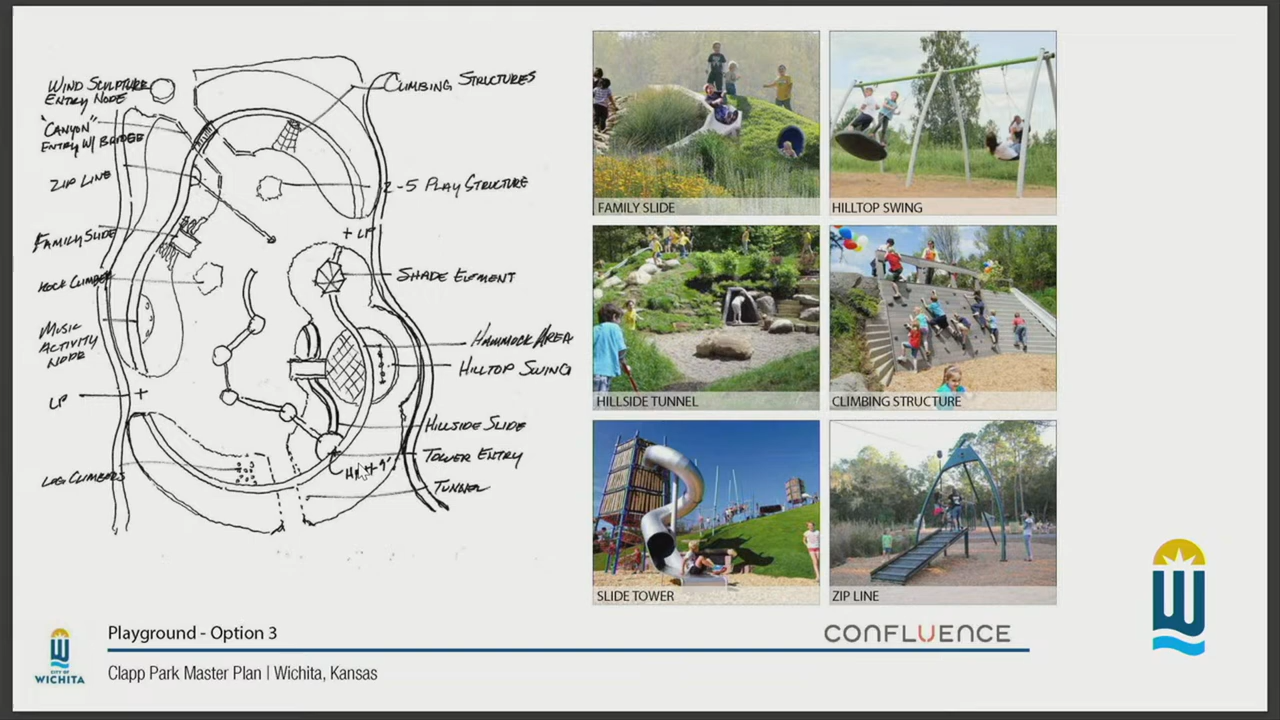 WIND SCULPTURE
ENTRY NODE
"CANYON"
ENTRY W/ BRIDGE
ZIP LINE
FAMILY SLIDE
ROCK CLIMBER
MUSIC
ACTIVITY
NODE
LP
LOG CLIMBERS
CLIMBING STRUCTURES
2-5 PLAY STRUCTURE
+ LP
SHADE ELEMENT
HAMMOCK AREA
HILLTOP SWING
HILLSIDE SLIDE
TOWER ENTRY
TUNNEL
FAMILY SLIDE
HILLTOP SWING
HILLSIDE TUNNEL
CLIMBING STRUCTURE
SLIDE TOWER
ZIP LINE
CONFLUENCE
Playground - Option 3
Clapp Park Master Plan | Wichita, Kansas
W
CITY OF
WICHITA
W